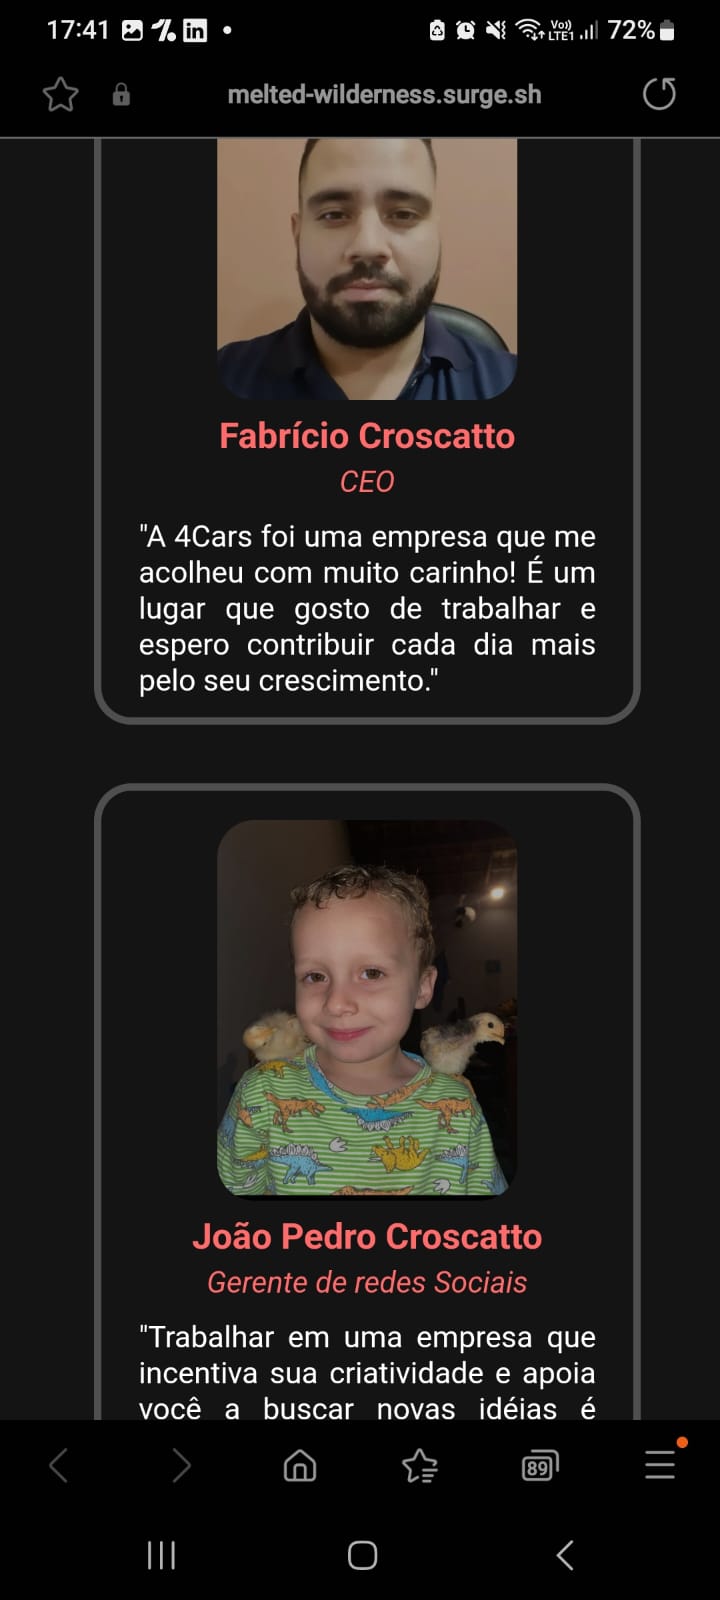 17:41
Vo))
LTE1
72%
melted-wilderness.surge.sh
Fabrício Croscatto
CEO
"A 4Cars foi uma empresa que me
acolheu com muito carinho! É um
lugar que gosto de trabalhar e
espero contribuir cada dia mais
pelo seu crescimento."
João Pedro Croscatto
Gerente de redes Sociais
"Trabalhar em uma empresa que
incentiva sua criatividade e apoia
você a buscar novas idéias é
89